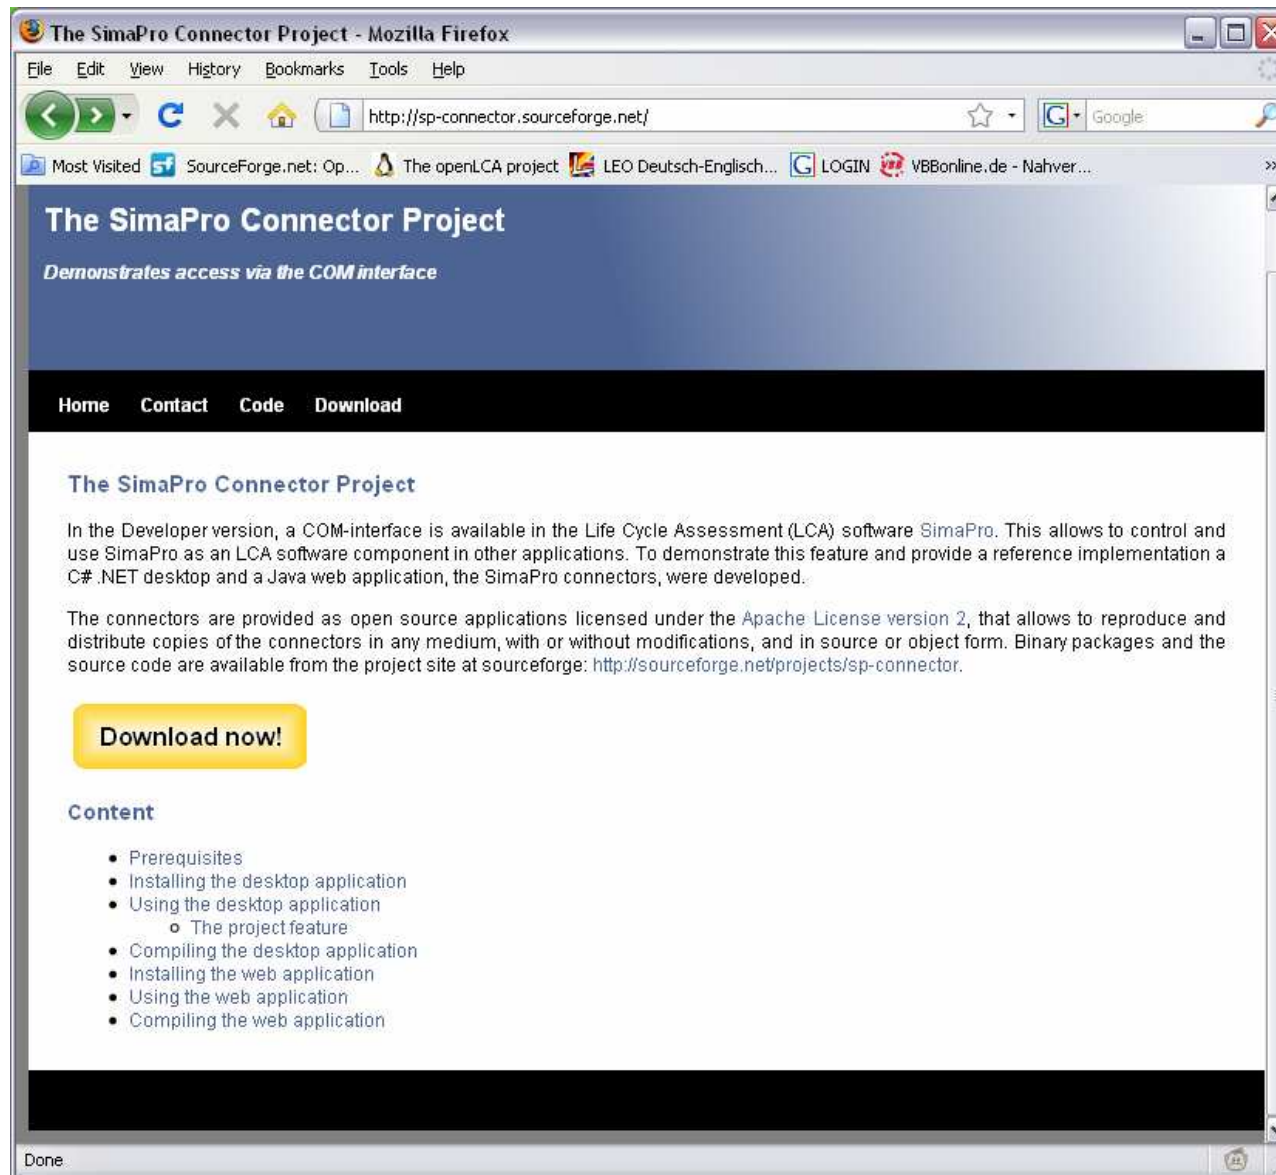 The SimaPro Connector Project - Mozilla Firefox
File Edit View History Bookmarks Tools Help
http://sp-connector.sourceforge.net/
G Google
Most Visited sf SourceForge.net: Op... The openLCA project LEO Deutsch-Englisch... G LOGIN VBBonline.de - Nahver... »
The SimaPro Connector Project
Demonstrates access via the COM interface
Home Contact Code Download
The SimaPro Connector Project
In the Developer version, a COM-interface is available in the Life Cycle Assessment (LCA) software SimaPro. This allows to control and
use SimaPro as an LCA software component in other applications. To demonstrate this feature and provide a reference implementation a
C# .NET desktop and a Java web application, the SimaPro connectors, were developed.
The connectors are provided as open source applications licensed under the Apache License version 2, that allows to reproduce and
distribute copies of the connectors in any medium, with or without modifications, and in source or object form. Binary packages and the
source code are available from the project site at sourceforge: http://sourceforge.net/projects/sp-connector.
Download now!
Content
Prerequisites
Installing the desktop application
Using the desktop application
The project feature
Compiling the desktop application
Installing the web application
Using the web application
Compiling the web application
Done